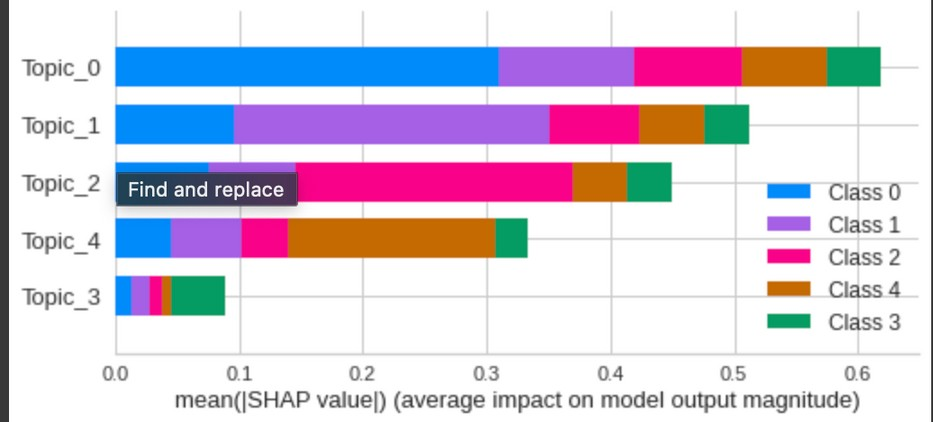 Topic_0
Topic_1
Topic_2
Find and replace
Topic_4
Topic_3
Class 0
Class 1
Class 2
Class 4
Class 3
0.0 0.1 0.2 0.3 0.4 0.5 0.6
mean(|SHAP value|) (average impact on model output magnitude)